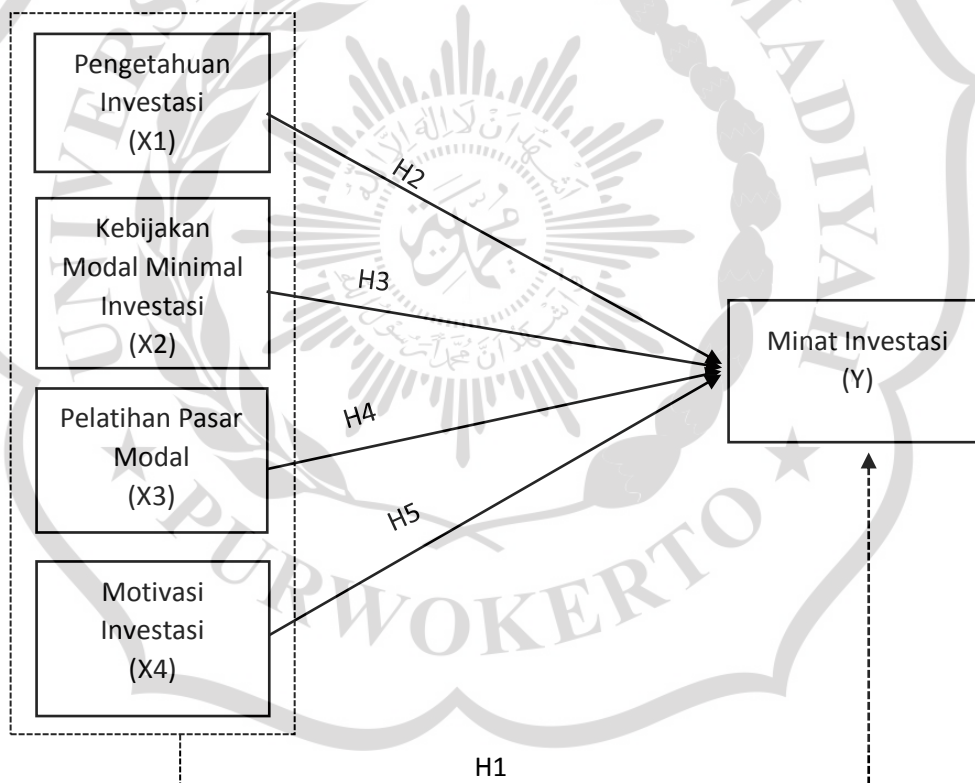 Pengetahuan
Investasi
(X1)
Kebijakan
Modal Minimal
Investasi
(X2)
Pelatihan Pasar
Modal
(X3)
Motivasi
Investasi
(X4)
H2
H3
H4
H5
Minat Investasi
(Y)
H1
PURWOKERTO